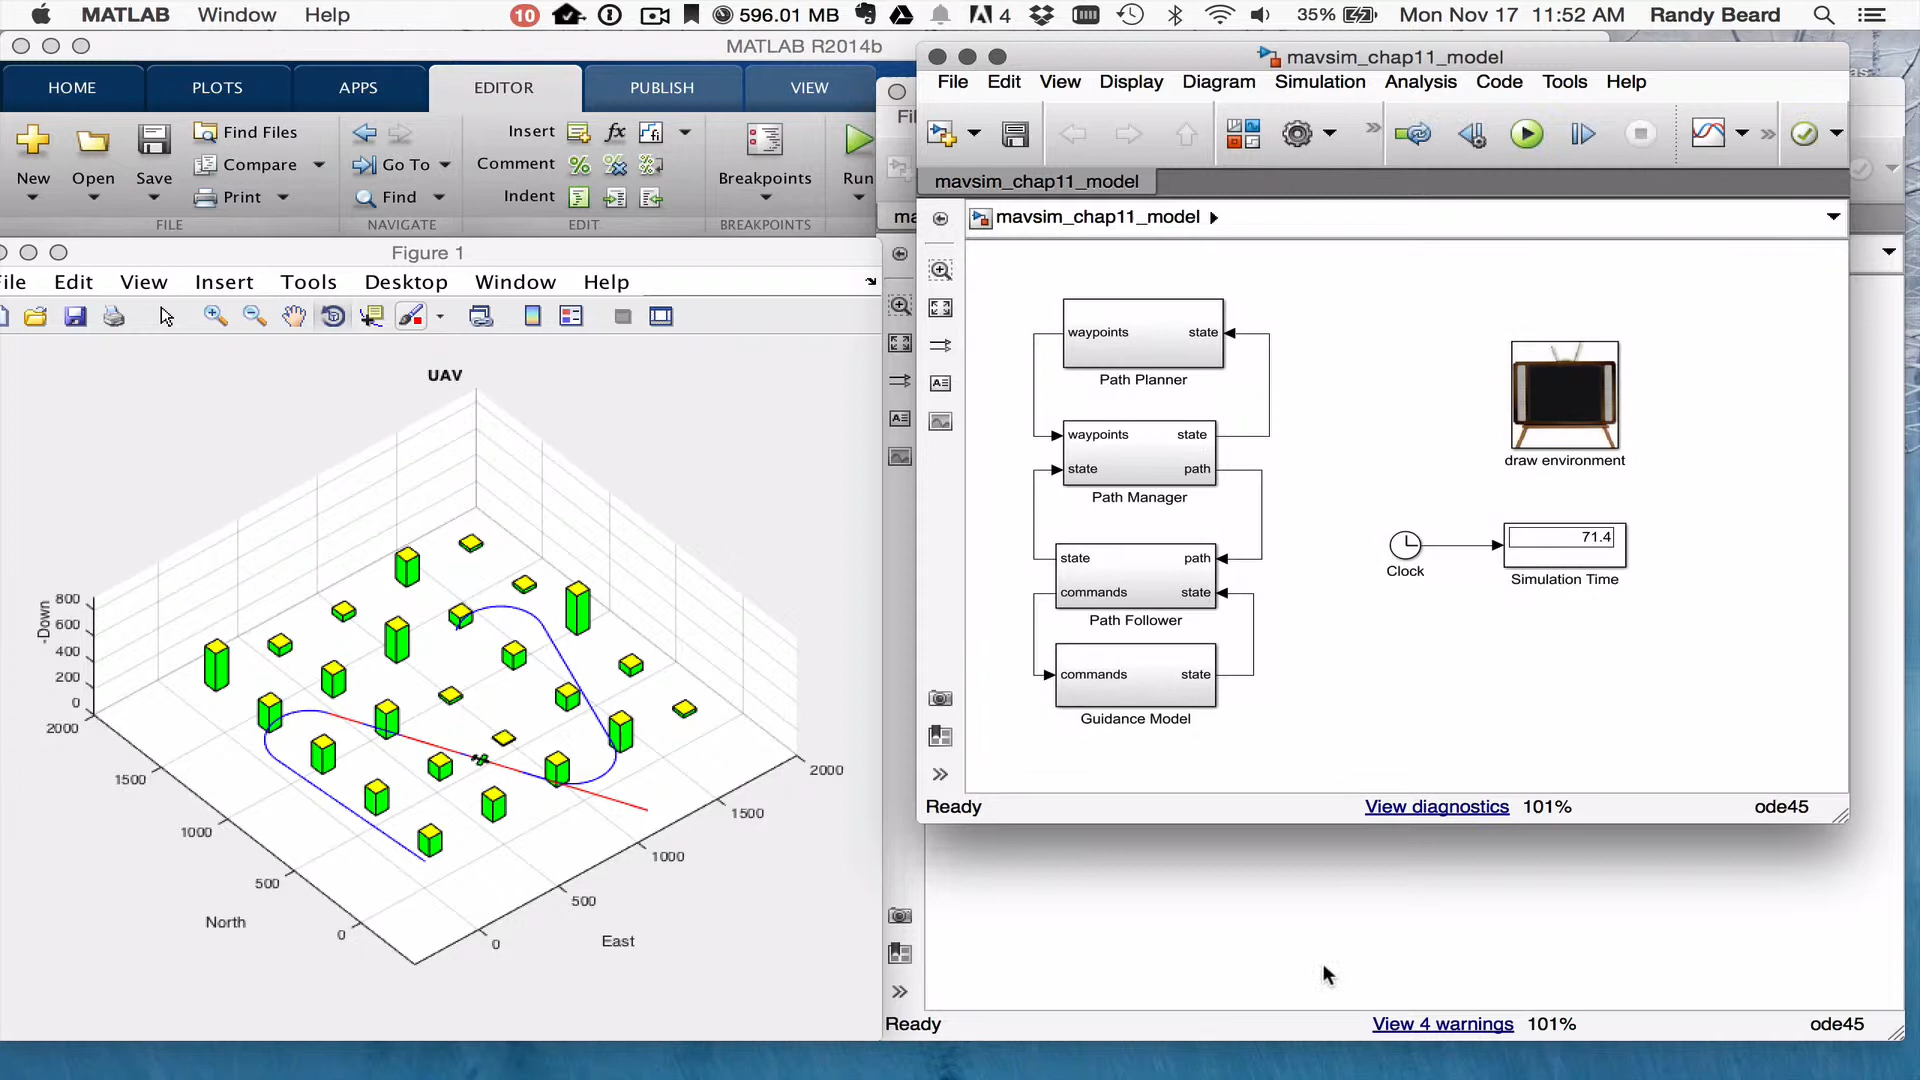 MATLAB Window Help 10 596.01 MB 4 35% Mon Nov 17 11:52 AM Randy Beard
MATLAB R2014b
HOME PLOTS APPS EDITOR PUBLISH VIEW
New Open Save Find Files Compare Print
Go To Find
Insert fx
Comment
Indent
Breakpoints Run
FILE NAVIGATE EDIT BREAKPOINTS
Figure 1
ile Edit View Insert Tools Desktop Window Help
UAV
-Down
800
600
400
200
0
2000
1500
1000
500
0
North
0
500
1000
1500
2000
East
mavsim_chap11_model
File Edit View Display Diagram Simulation Analysis Code Tools Help
mavsim_chap11_model
mavsim_chap11_model
waypoints state
Path Planner
waypoints state
state path
Path Manager
state path
commands state
Path Follower
commands state
Guidance Model
draw environment
Clock
71.4
Simulation Time
Ready View diagnostics 101% ode45
Fil
ma
Ready View 4 warnings 101% ode45